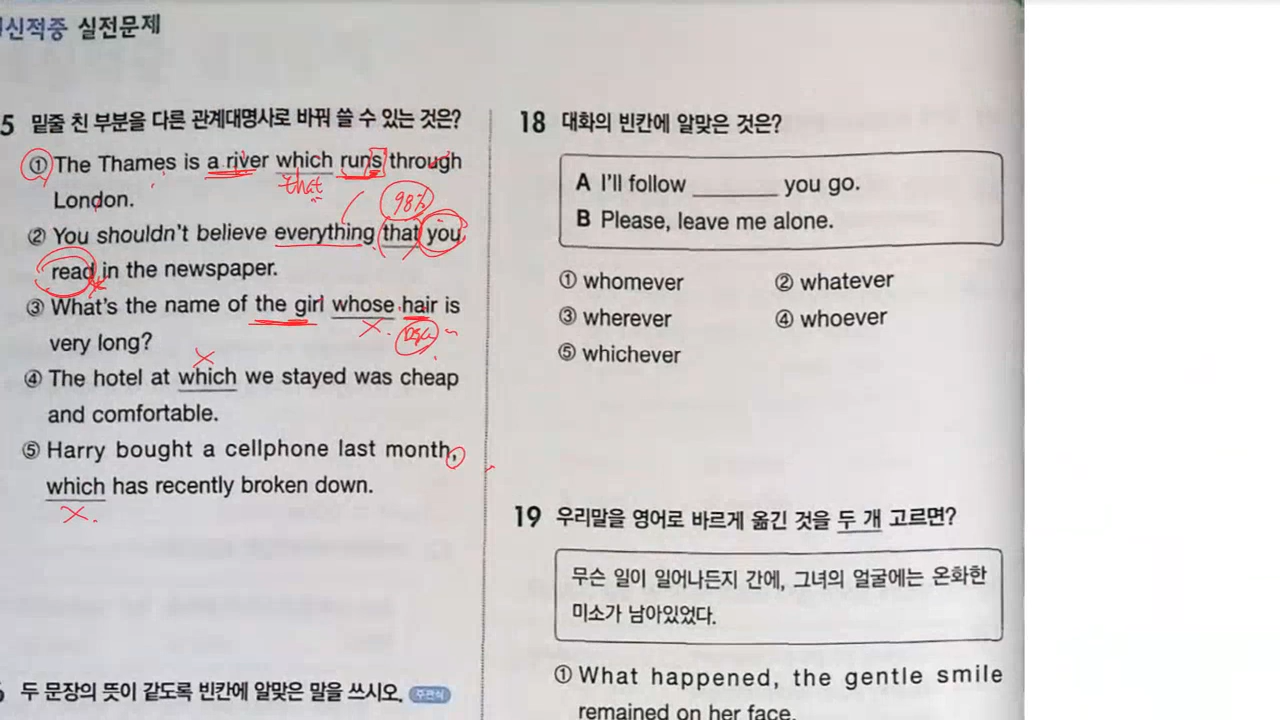 신적중 실전문제
5 밑줄 친 부분을 다른 관계대명사로 바꿔 쓸 수 있는 것은?
① The Thames is a river which runs through
that
London.
98%
② You shouldn't believe everything that you
read in the newspaper.
③ What's the name of the girl whose hair is
very long?
④ The hotel at which we stayed was cheap
and comfortable.
⑤ Harry bought a cellphone last month,
which has recently broken down.
두 문장의 뜻이 같도록 빈칸에 알맞은 말을 쓰시오. 주관식
18 대화의 빈칸에 알맞은 것은?
A I'll follow ________ you go.
B Please, leave me alone.
① whomever ② whatever
③ wherever ④ whoever
⑤ whichever
19 우리말을 영어로 바르게 옮긴 것을 두 개 고르면?
무슨 일이 일어나든지 간에, 그녀의 얼굴에는 온화한
미소가 남아있었다.
① What happened, the gentle smile
remained on her face.